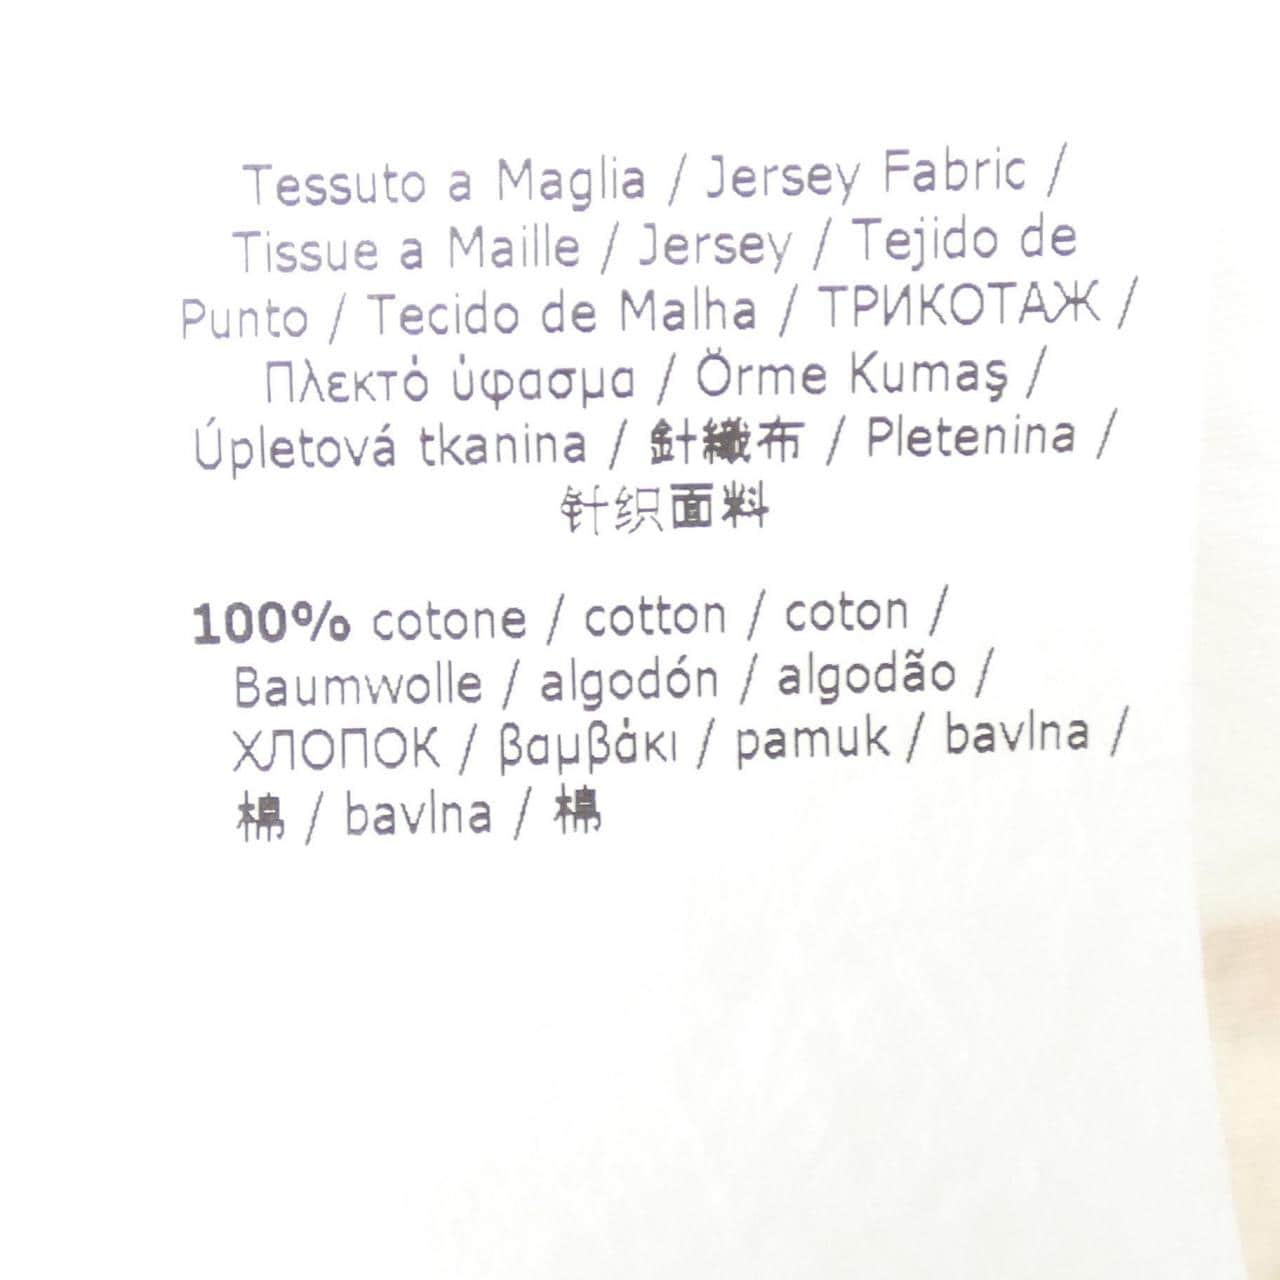 Tessuto a Maglia / Jersey Fabric /
Tissue a Maille / Jersey / Tejido de
Punto / Tecido de Malha / ТРИКОТАЖ /
Πλεκτό ύφασμα / Örme Kumaş /
Úpletová tkanina / 針織布 / Pletenina /
针织面料
100% cotone / cotton / coton /
Baumwolle / algodón / algodão /
ХЛОПОК / βαμβάκι / pamuk / bavlna /
棉 / bavlna / 棉